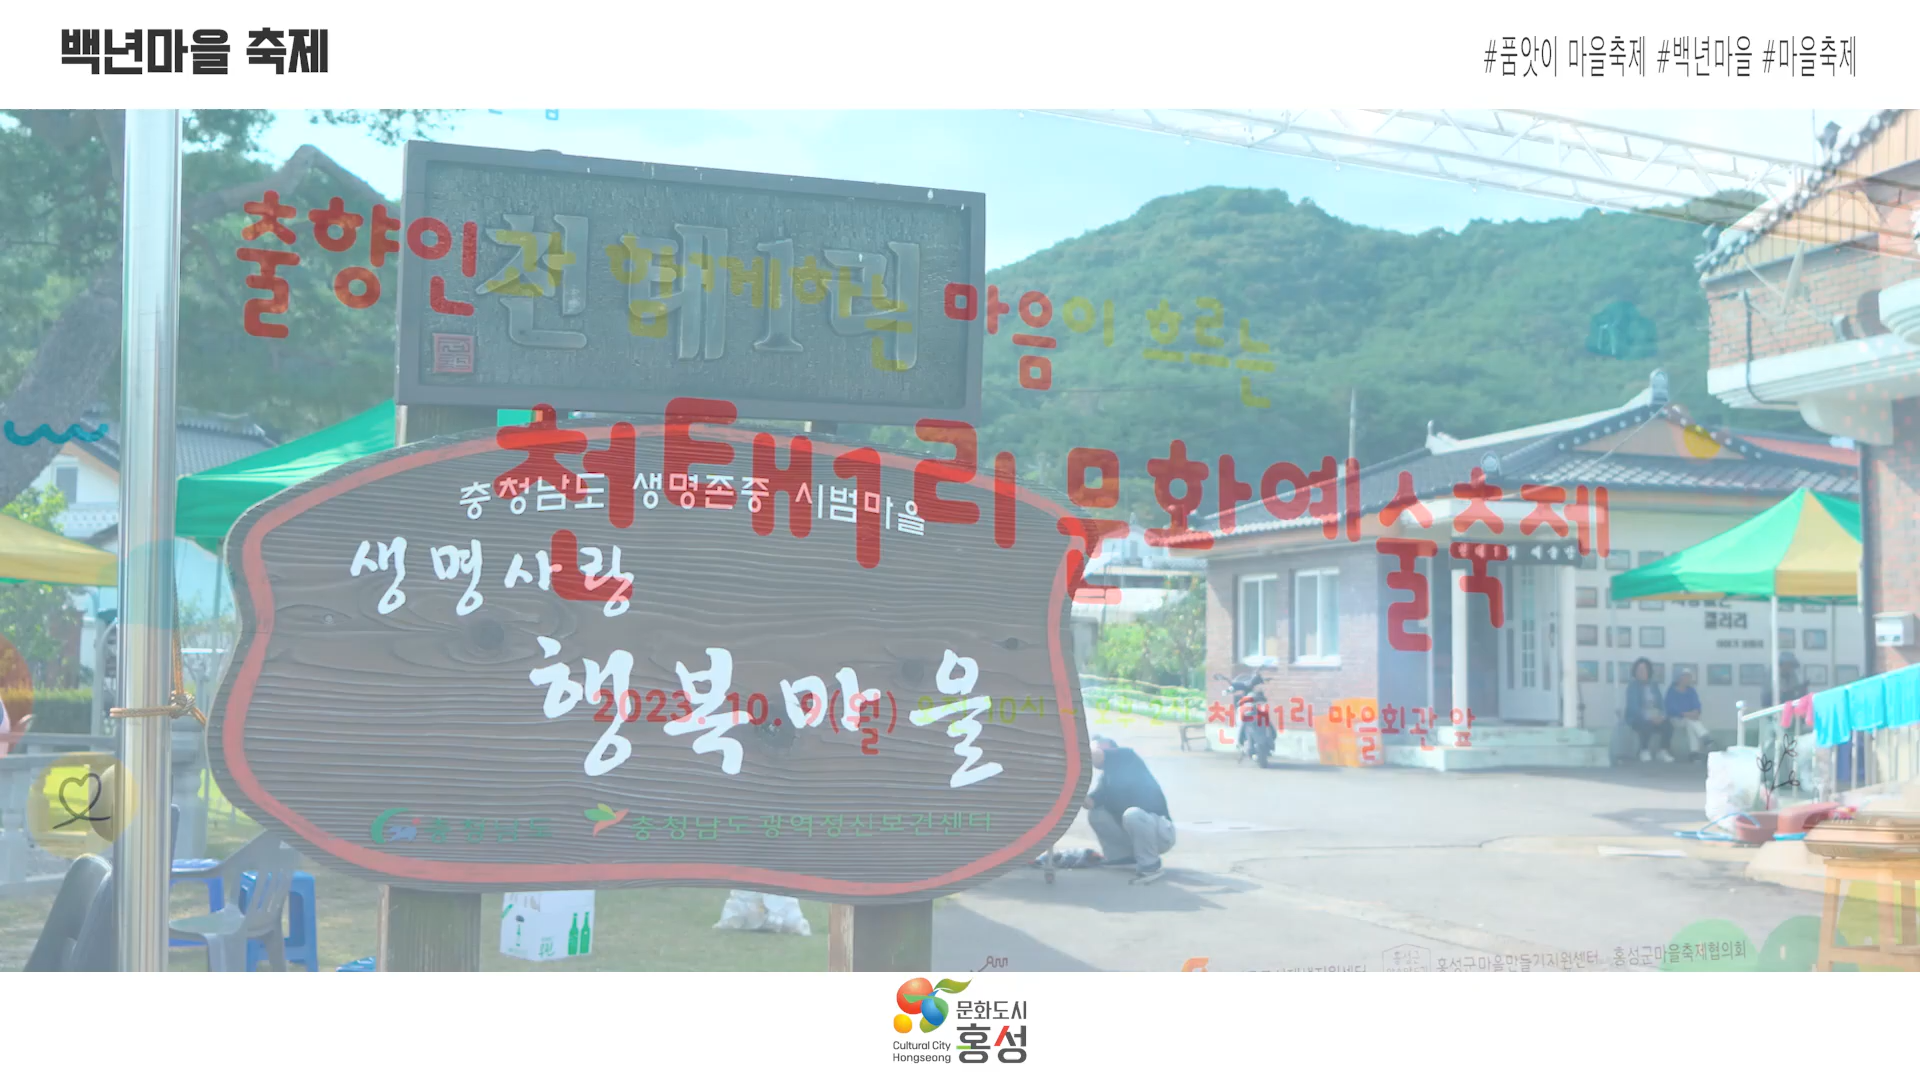 백년마을 축제
#품앗이 마을축제 #백년마을 #마을축제
천태1리
출향인과 함께하는 마음이 흐르는
천태1리 문화예술축제
충청남도 생명존중 시범마을
생명사랑
행복마을
2023. 10. 9(월) 오전 10시 - 오후 2시 천태1리 마을회관 앞
갤러리
충청남도 충청남도광역정신보건센터
홍성군마을만들기지원센터 홍성군마을축제협의회
문화도시
홍성
Cultural City
Hongseong